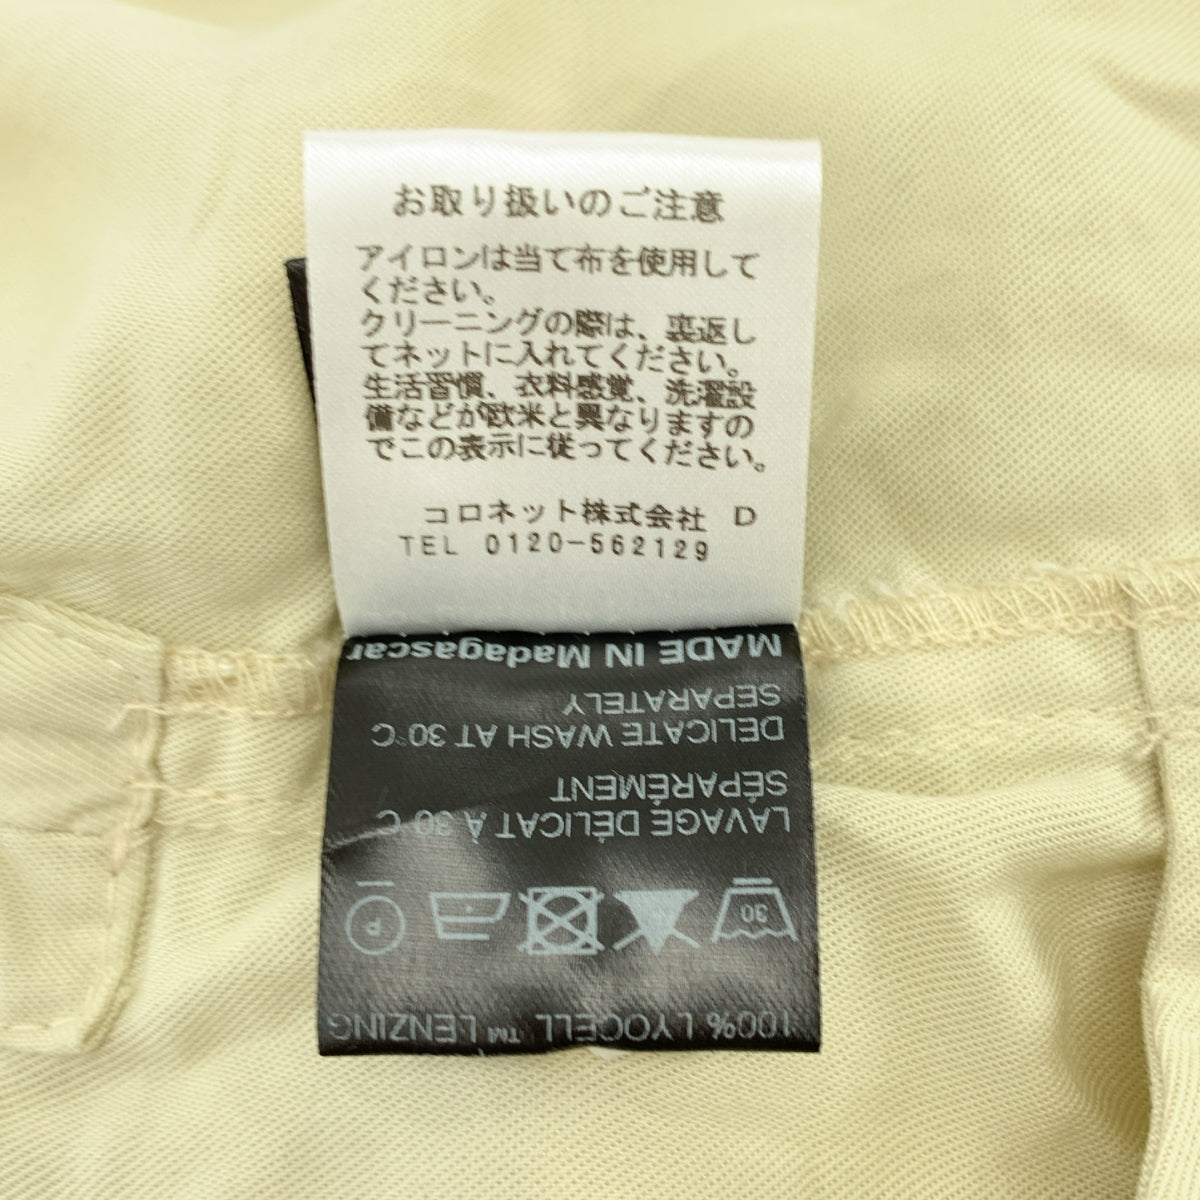 お取り扱いのご注意
アイロンは当て布を使用して
ください。
クリーニングの際は、裏返し
てネットに入れてください。
生活習慣、衣料感覚、洗濯設
備などが欧米と異なりますの
でこの表示に従ってください。
コロネット株式会社 D
TEL 0120-562129
100% LYOCELL ™ LENZING
30
P
LAVAGE DÉLICAT À 30°C
SÉPARÉMENT
DELICATE WASH AT 30°C
SEPARATELY
MADE IN Madagascar